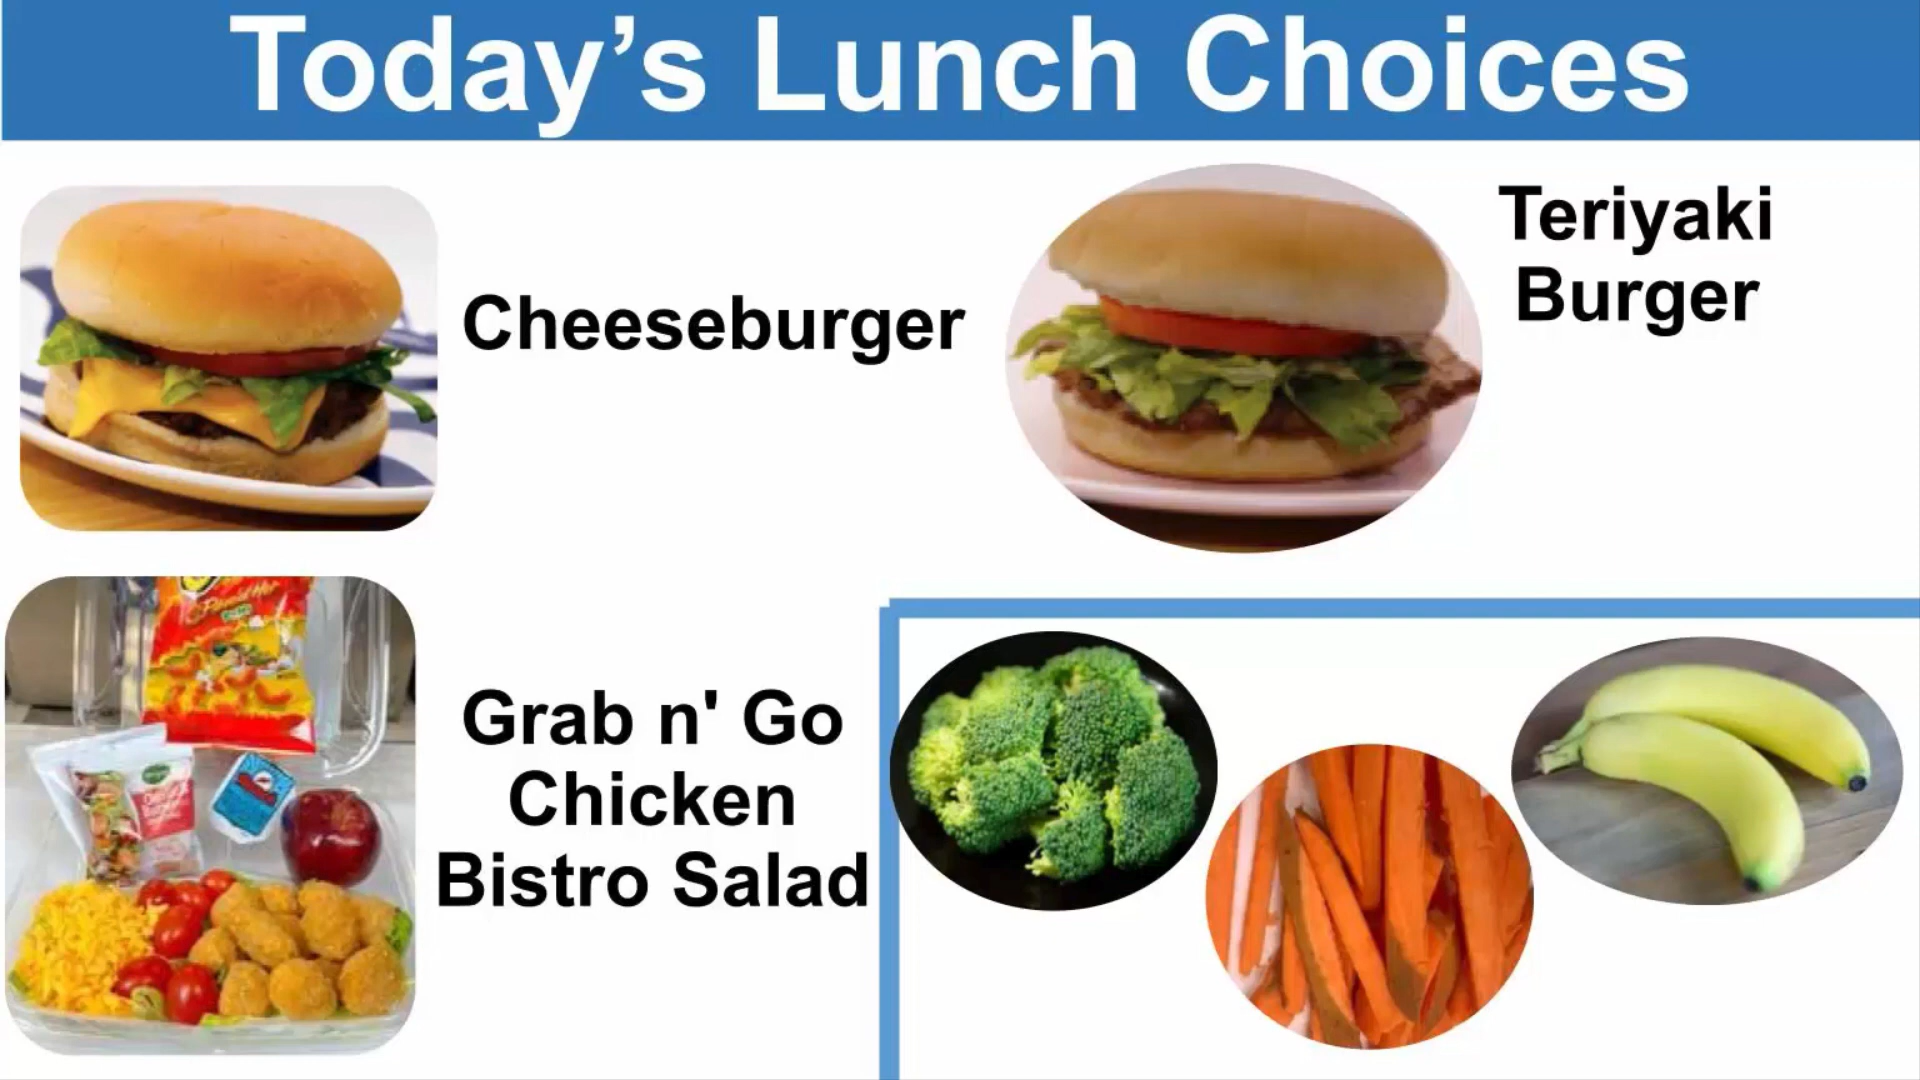 Today’s Lunch Choices
Cheeseburger
Teriyaki
Burger
Grab n' Go
Chicken
Bistro Salad